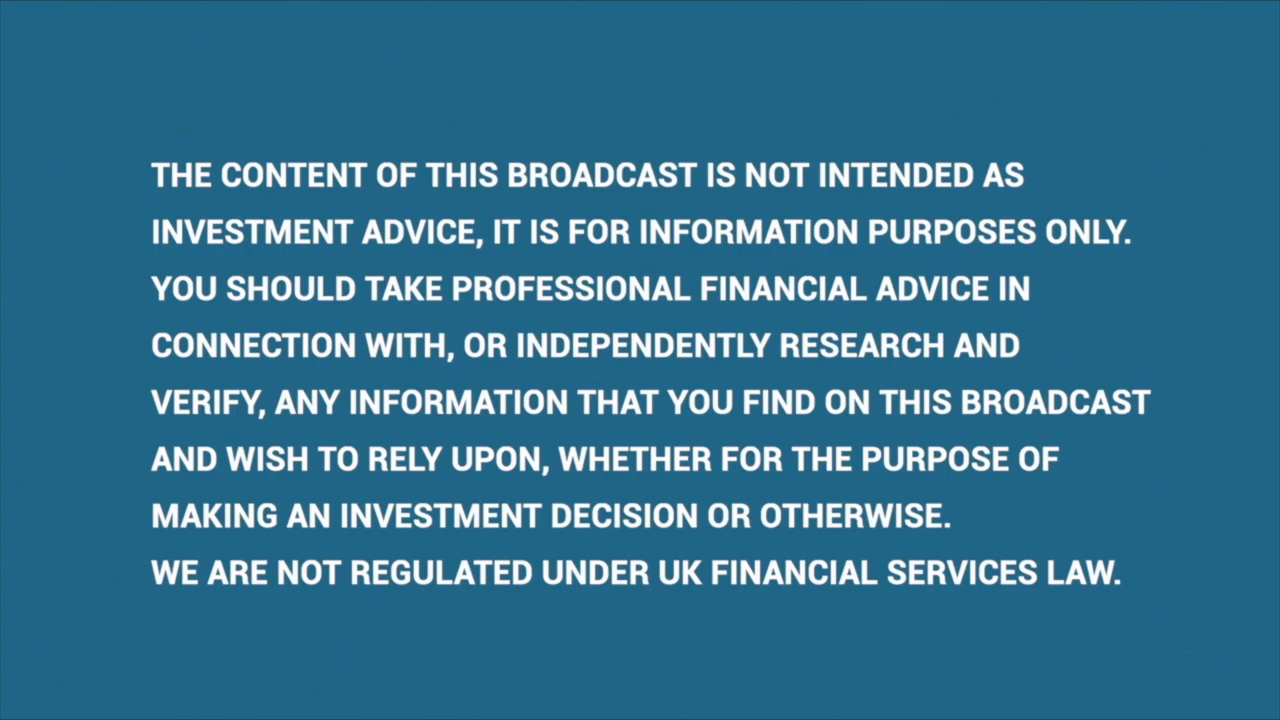 THE CONTENT OF THIS BROADCAST IS NOT INTENDED AS
INVESTMENT ADVICE, IT IS FOR INFORMATION PURPOSES ONLY.
YOU SHOULD TAKE PROFESSIONAL FINANCIAL ADVICE IN
CONNECTION WITH, OR INDEPENDENTLY RESEARCH AND
VERIFY, ANY INFORMATION THAT YOU FIND ON THIS BROADCAST
AND WISH TO RELY UPON, WHETHER FOR THE PURPOSE OF
MAKING AN INVESTMENT DECISION OR OTHERWISE.
WE ARE NOT REGULATED UNDER UK FINANCIAL SERVICES LAW.